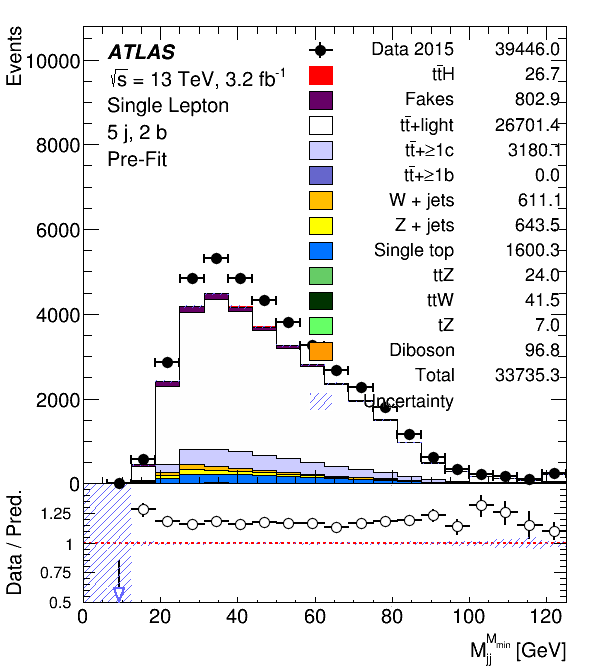 Events
10000
8000
6000
4000
2000
0
ATLAS
√s = 13 TeV, 3.2 fb⁻¹
Single Lepton
5 j, 2 b
Pre-Fit
Data 2015 39446.0
tt̄H 26.7
Fakes 802.9
tt̄+light 26701.4
tt̄+≥1c 3180.1
tt̄+≥1b 0.0
W + jets 611.1
Z + jets 643.5
Single top 1600.3
ttZ 24.0
ttW 41.5
tZ 7.0
Diboson 96.8
Total 33735.3
Uncertainty
Data / Pred.
1.25
1
0.75
0.5
0 20 40 60 80 100 120
M_jj^M_min [GeV]